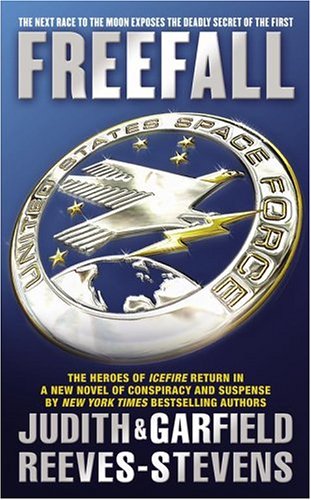 THE NEXT RACE TO THE MOON EXPOSES THE DEADLY SECRET OF THE FIRST
FREEFALL
UNITED STATES SPACE FORCE
THE HEROES OF ICEFIRE RETURN IN
A NEW NOVEL OF CONSPIRACY AND SUSPENSE
BY NEW YORK TIMES BESTSELLING AUTHORS
JUDITH & GARFIELD
REEVES-STEVENS